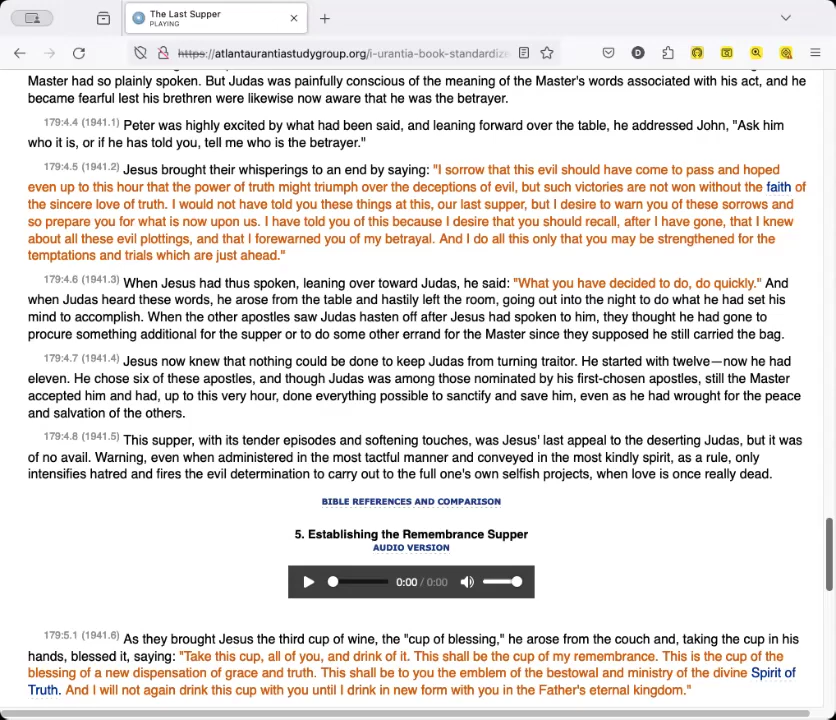 The Last Supper
PLAYING
https://atlantaurantiastudygroup.org/i-urantia-book-standardize
Master had so plainly spoken. But Judas was painfully conscious of the meaning of the Master's words associated with his act, and he
became fearful lest his brethren were likewise now aware that he was the betrayer.
179:4.4 (1941.1) Peter was highly excited by what had been said, and leaning forward over the table, he addressed John, "Ask him
who it is, or if he has told you, tell me who is the betrayer."
179:4.5 (1941.2) Jesus brought their whisperings to an end by saying: "I sorrow that this evil should have come to pass and hoped
even up to this hour that the power of truth might triumph over the deceptions of evil, but such victories are not won without the faith of
the sincere love of truth. I would not have told you these things at this, our last supper, but I desire to warn you of these sorrows and
so prepare you for what is now upon us. I have told you of this because I desire that you should recall, after I have gone, that I knew
about all these evil plottings, and that I forewarned you of my betrayal. And I do all this only that you may be strengthened for the
temptations and trials which are just ahead."
179:4.6 (1941.3) When Jesus had thus spoken, leaning over toward Judas, he said: "What you have decided to do, do quickly." And
when Judas heard these words, he arose from the table and hastily left the room, going out into the night to do what he had set his
mind to accomplish. When the other apostles saw Judas hasten off after Jesus had spoken to him, they thought he had gone to
procure something additional for the supper or to do some other errand for the Master since they supposed he still carried the bag.
179:4.7 (1941.4) Jesus now knew that nothing could be done to keep Judas from turning traitor. He started with twelve—now he had
eleven. He chose six of these apostles, and though Judas was among those nominated by his first-chosen apostles, still the Master
accepted him and had, up to this very hour, done everything possible to sanctify and save him, even as he had wrought for the peace
and salvation of the others.
179:4.8 (1941.5) This supper, with its tender episodes and softening touches, was Jesus' last appeal to the deserting Judas, but it was
of no avail. Warning, even when administered in the most tactful manner and conveyed in the most kindly spirit, as a rule, only
intensifies hatred and fires the evil determination to carry out to the full one's own selfish projects, when love is once really dead.
BIBLE REFERENCES AND COMPARISON
5. Establishing the Remembrance Supper
AUDIO VERSION
0:00 / 0:00
179:5.1 (1941.6) As they brought Jesus the third cup of wine, the "cup of blessing," he arose from the couch and, taking the cup in his
hands, blessed it, saying: "Take this cup, all of you, and drink of it. This shall be the cup of my remembrance. This is the cup of the
blessing of a new dispensation of grace and truth. This shall be to you the emblem of the bestowal and ministry of the divine Spirit of
Truth. And I will not again drink this cup with you until I drink in new form with you in the Father's eternal kingdom."